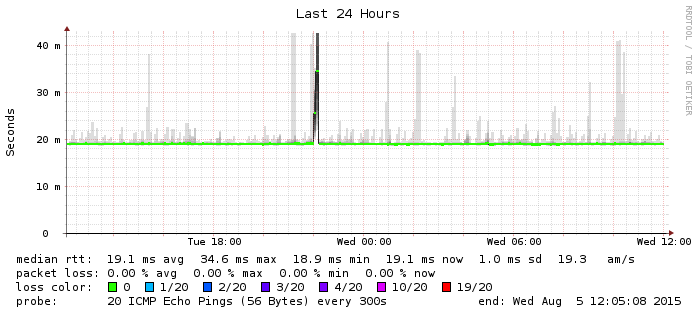 Last 24 Hours
RRDTOOL / TOBI OETIKER
Seconds
40 m
30 m
20 m
10 m
0
Tue 18:00 Wed 00:00 Wed 06:00 Wed 12:00
median rtt: 19.1 ms avg 34.6 ms max 18.9 ms min 19.1 ms now 1.0 ms sd 19.3 am/s
packet loss: 0.00 % avg 0.00 % max 0.00 % min 0.00 % now
loss color: 0 1/20 2/20 3/20 4/20 10/20 19/20
probe: 20 ICMP Echo Pings (56 Bytes) every 300s end: Wed Aug 5 12:05:08 2015